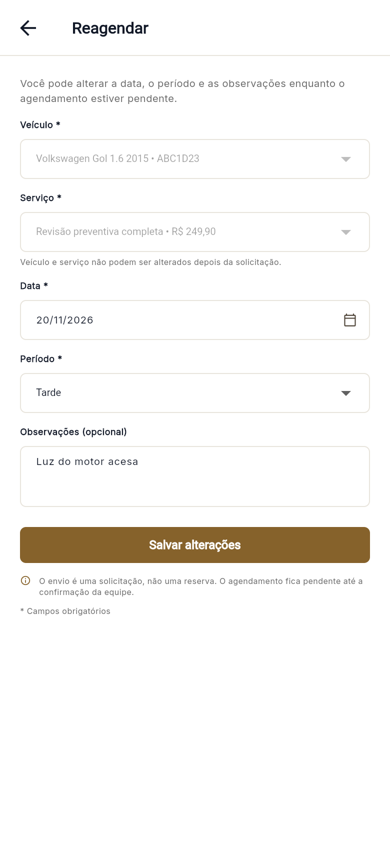 Reagendar
Você pode alterar a data, o período e as observações enquanto o
agendamento estiver pendente.
Veículo *
Volkswagen Gol 1.6 2015 • ABC1D23
Serviço *
Revisão preventiva completa • R$ 249,90
Veículo e serviço não podem ser alterados depois da solicitação.
Data *
20/11/2026
Período *
Tarde
Observações (opcional)
Luz do motor acesa
Salvar alterações
O envio é uma solicitação, não uma reserva. O agendamento fica pendente até a
confirmação da equipe.
* Campos obrigatórios